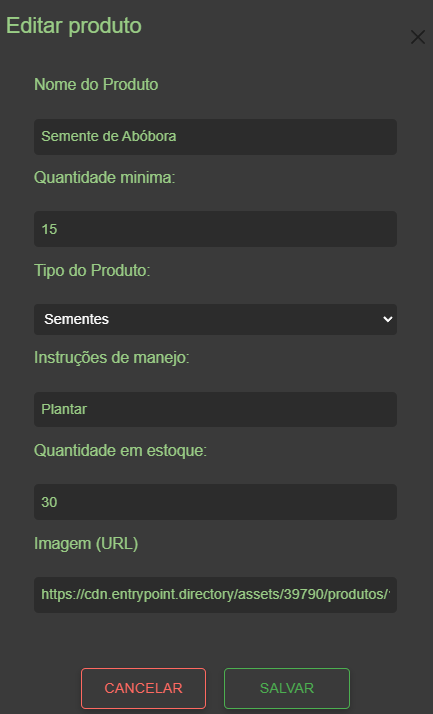 Editar produto
Nome do Produto
Semente de Abóbora
Quantidade minima:
15
Tipo do Produto:
Sementes
Instruções de manejo:
Plantar
Quantidade em estoque:
30
Imagem (URL)
https://cdn.entrypoint.directory/assets/39790/produtos/
CANCELAR SALVAR